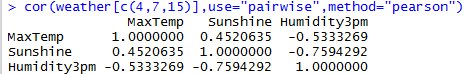 > cor(weather[c(4,7,15)],use="pairwise",method="pearson")
MaxTemp Sunshine Humidity3pm
MaxTemp 1.0000000 0.4520635 -0.5333269
Sunshine 0.4520635 1.0000000 -0.7594292
Humidity3pm -0.5333269 -0.7594292 1.0000000